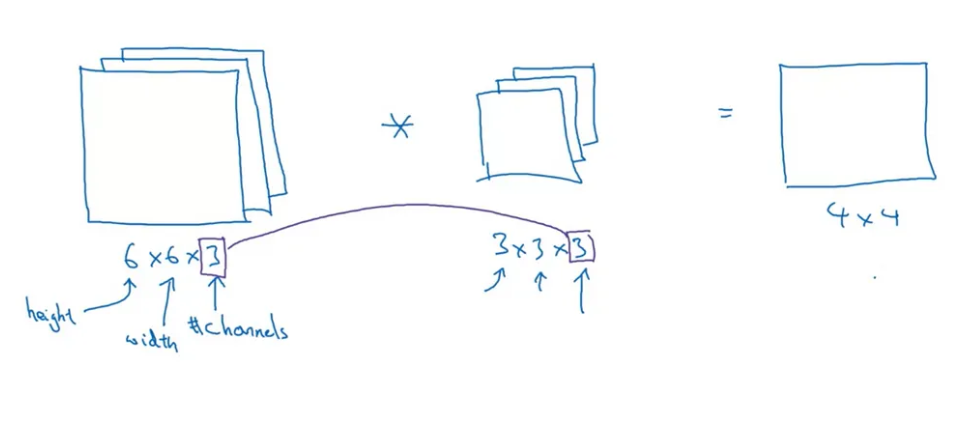 * =
4 x 4
6 x 6 x 3 3 x 3 x 3
height width #channels